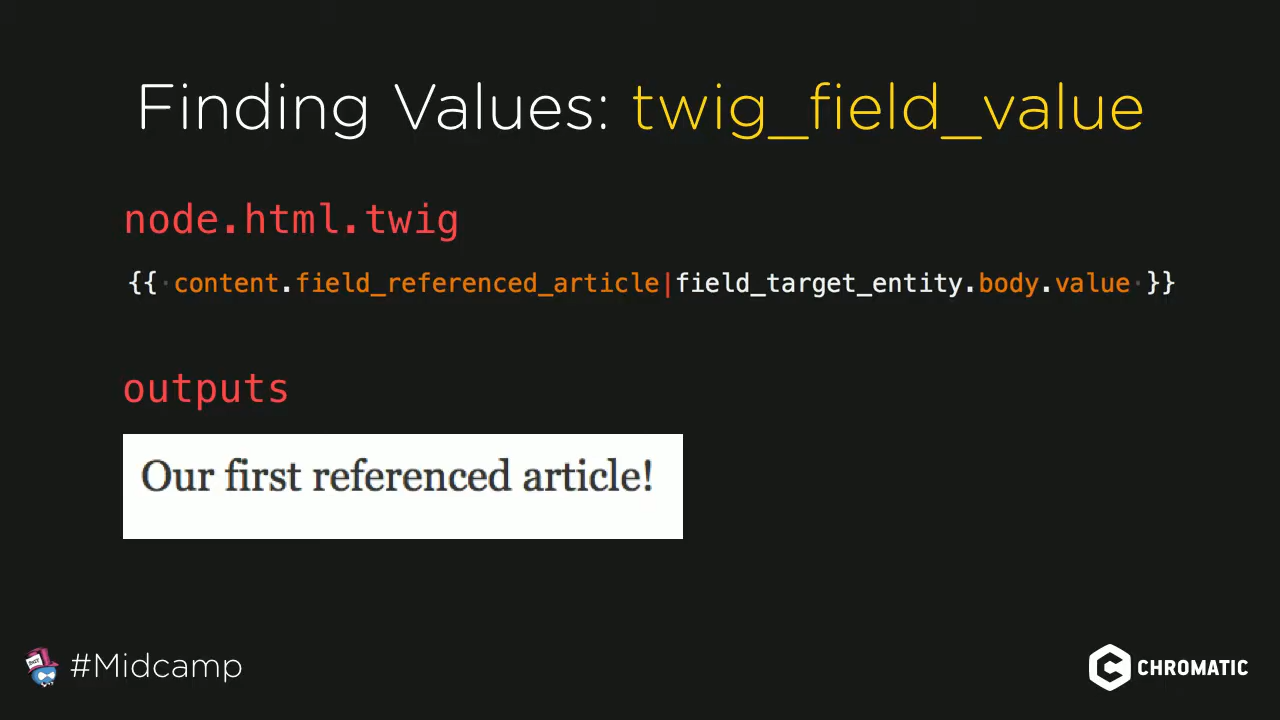 Finding Values: twig_field_value
node.html.twig
{{ content.field_referenced_article|field_target_entity.body.value }}
outputs
Our first referenced article!
#Midcamp
CHROMATIC